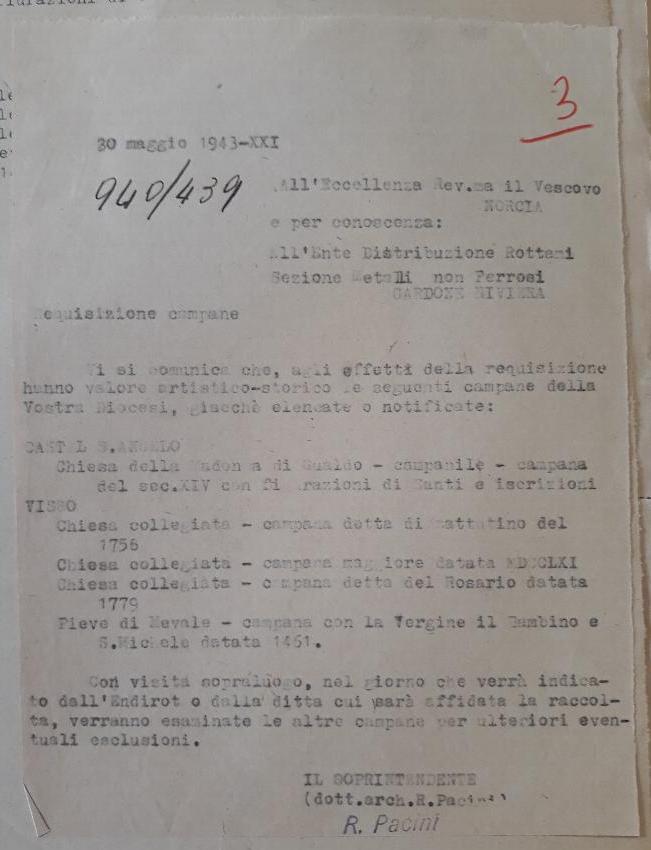 3
30 maggio 1943-XXI
940/439
All'Eccellenza Rev.ma il Vescovo
NORCIA
e per conoscenza:
All'Ente Distribuzione Rottami
Sezione Metalli non Ferrosi
GARDONE RIVIERA
Requisizione campane
Vi si comunica che, agli effetti della requisizione
hanno valore artistico-storico le seguenti campane della
Vostra Diocesi, giacchè elencate o notificate:
CASTEL S.ANGELO
Chiesa della Madonna di Gualdo - campanile - campana
del sec.XIV con figurazioni di Santi e iscrizioni
VISSO
Chiesa collegiata - campana detta di mattutino del
1756
Chiesa collegiata - campana maggiore datata MDCCLXI
Chiesa collegiata - campana detta del Rosario datata
1779
Pieve di Mevale - campana con la Vergine il Bambino e
S.Michele datata 1461.
Con visita sopraluogo, nel giorno che verrà indica-
to dall'Endirot o dalla ditta cui sarà affidata la raccol-
ta, verranno esaminate le altre campane per ulteriori even-
tuali esclusioni.
IL SOPRINTENDENTE
(dott.arch.R.Pacini)
R. Pacini